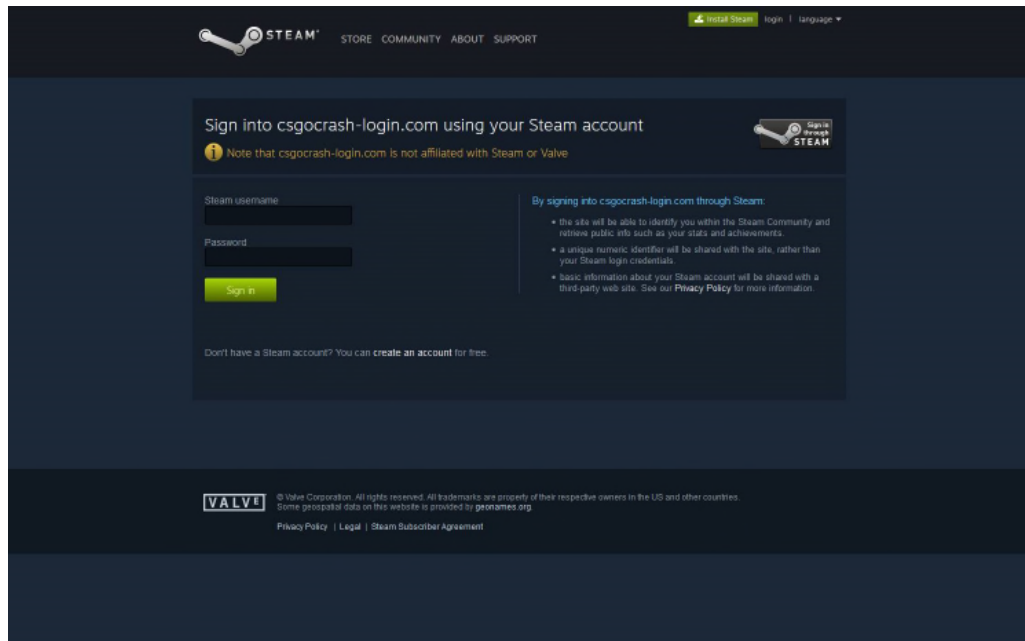 Install Steam login | language
STEAM STORE COMMUNITY ABOUT SUPPORT
Sign into csgocrash-login.com using your Steam account
Note that csgocrash-login.com is not affiliated with Steam or Valve
Sign in
through
STEAM
Steam username
Password
Sign in
By signing into csgocrash-login.com through Steam:
• the site will be able to identify you within the Steam Community and
retrieve public info such as your stats and achievements.
• a unique numeric identifier will be shared with the site, rather than
your Steam login credentials.
• basic information about your Steam account will be shared with a
third-party web site. See our Privacy Policy for more information.
Don't have a Steam account? You can create an account for free.
VALVE
© Valve Corporation. All rights reserved. All trademarks are property of their respective owners in the US and other countries.
Some geospatial data on this website is provided by geonames.org.
Privacy Policy | Legal | Steam Subscriber Agreement